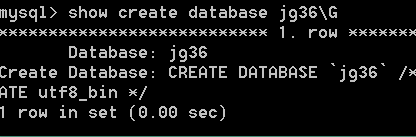 mysql> show create database jg36\G
*************************** 1. row *******
Database: jg36
Create Database: CREATE DATABASE `jg36` /*
ATE utf8_bin */
1 row in set (0.00 sec)